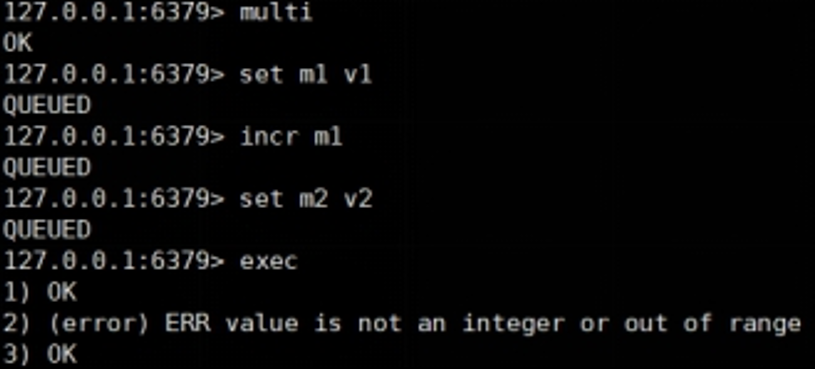 127.0.0.1:6379> multi
OK
127.0.0.1:6379> set m1 v1
QUEUED
127.0.0.1:6379> incr m1
QUEUED
127.0.0.1:6379> set m2 v2
QUEUED
127.0.0.1:6379> exec
1) OK
2) (error) ERR value is not an integer or out of range
3) OK